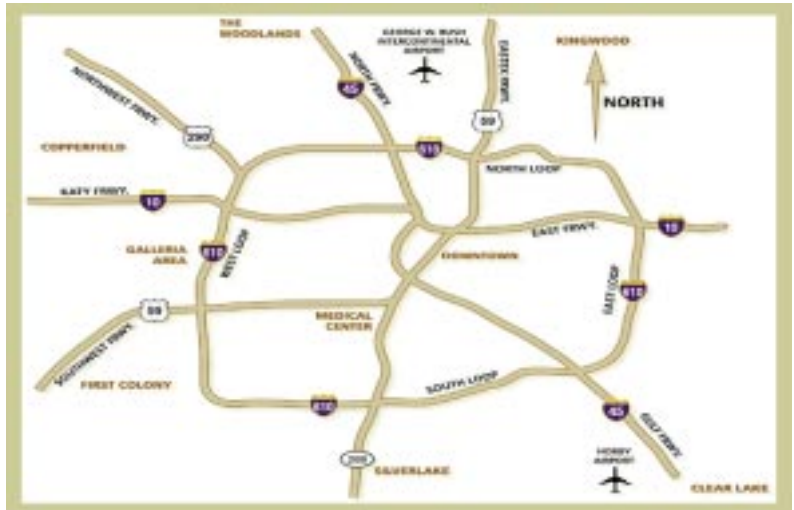 THE
WOODLANDS
GEORGE W. BUSH
INTERCONTINENTAL
AIRPORT
KINGWOOD
NORTHWEST FRWY.
NORTH FRWY.
EASTEX FRWY.
45
NORTH
59
290
COPPERFIELD
610
NORTH LOOP
KATY FRWY.
10
EAST FRWY.
10
GALLERIA
AREA
610
WEST LOOP
DOWNTOWN
EAST LOOP
610
59
MEDICAL
CENTER
SOUTHWEST FRWY.
FIRST COLONY
SOUTH LOOP
610
45
GULF FRWY.
HOBBY
AIRPORT
288
SILVERLAKE
CLEAR LAKE